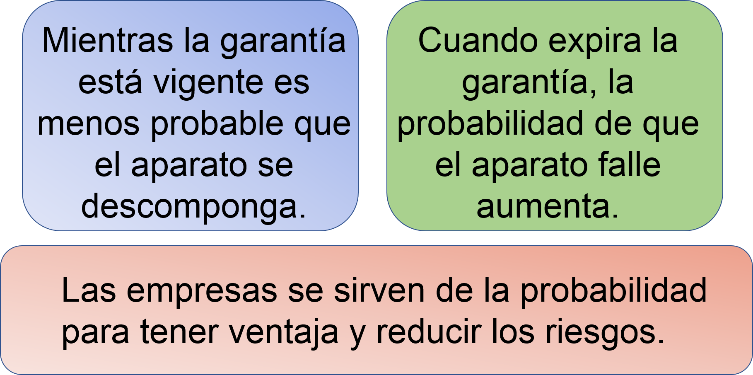 Mientras la garantía
está vigente es
menos probable que
el aparato se
descomponga.
Cuando expira la
garantía, la
probabilidad de que
el aparato falle
aumenta.
Las empresas se sirven de la probabilidad
para tener ventaja y reducir los riesgos.